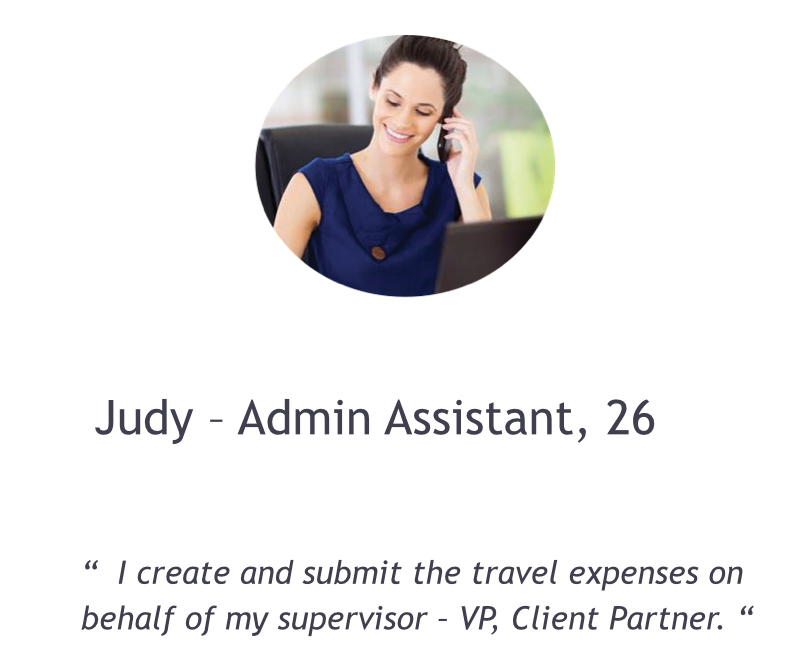 Judy – Admin Assistant, 26
“ I create and submit the travel expenses on
behalf of my supervisor – VP, Client Partner. “